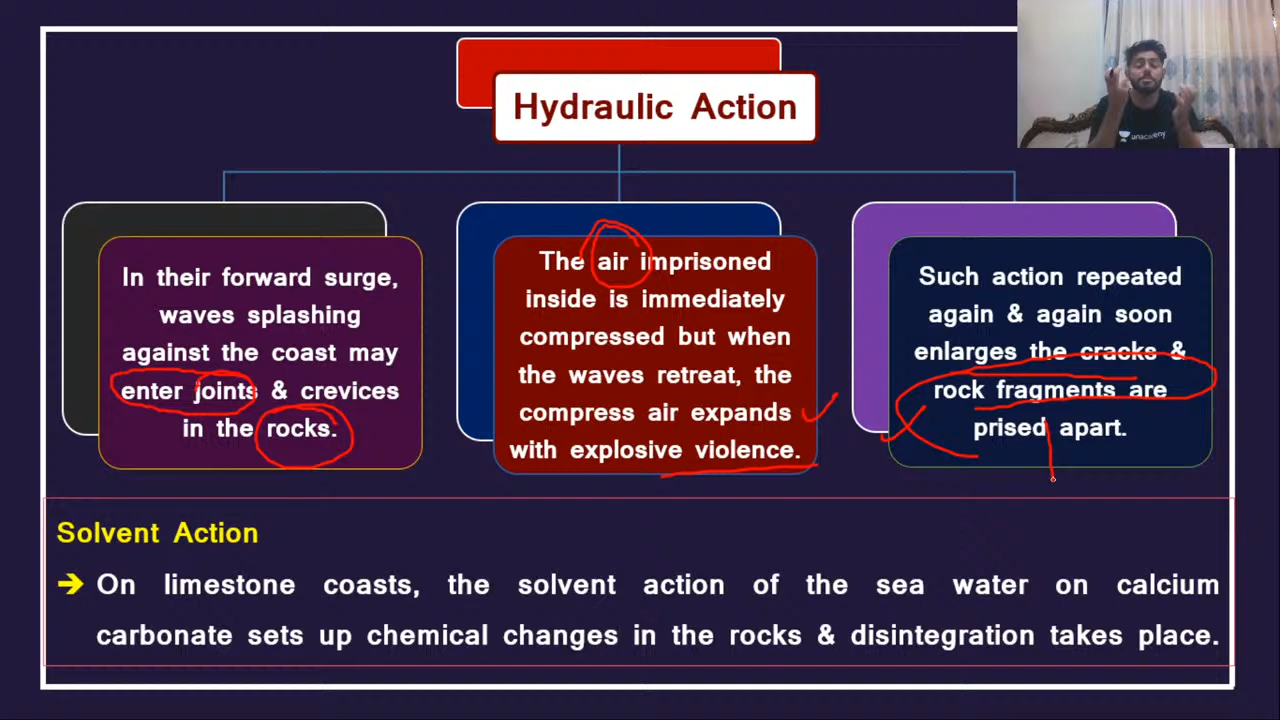 Hydraulic Action
In their forward surge,
waves splashing
against the coast may
enter joints & crevices
in the rocks.
The air imprisoned
inside is immediately
compressed but when
the waves retreat, the
compress air expands
with explosive violence.
Such action repeated
again & again soon
enlarges the cracks &
rock fragments are
prised apart.
Solvent Action
➔ On limestone coasts, the solvent action of the sea water on calcium
carbonate sets up chemical changes in the rocks & disintegration takes place.
unacademy